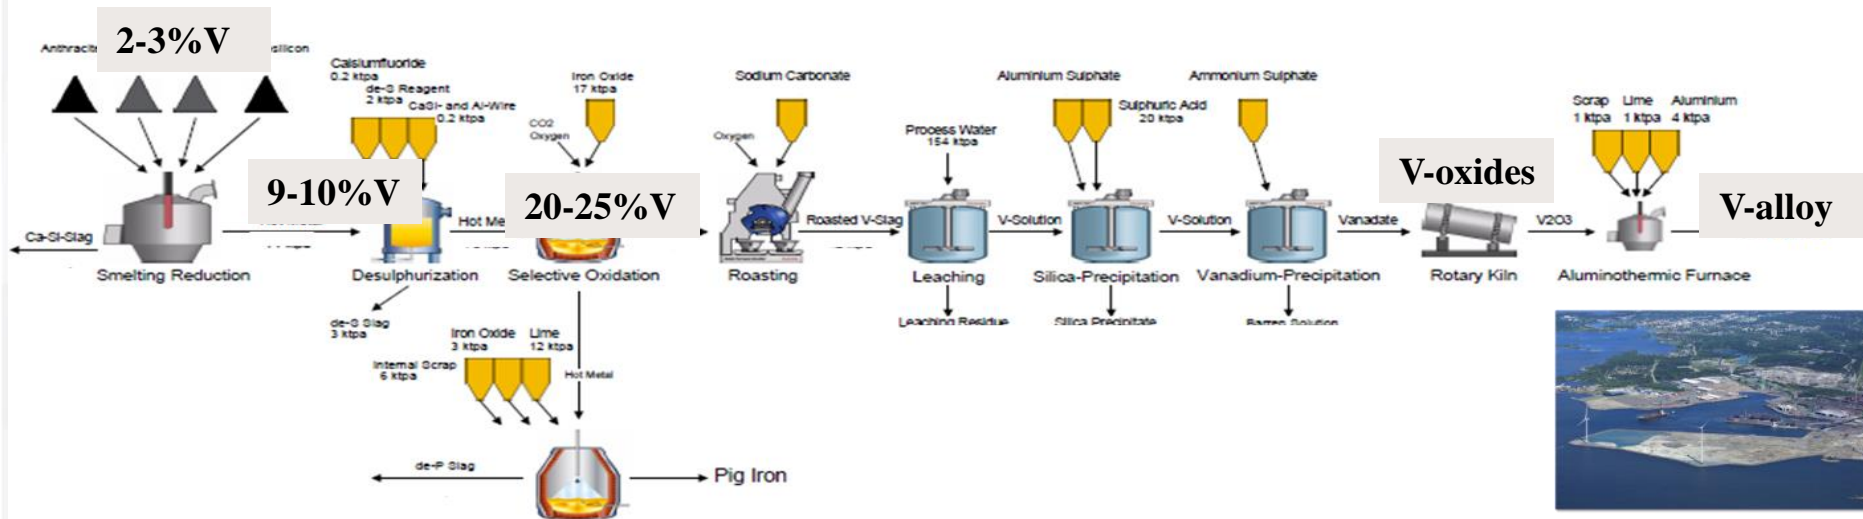 2-3%V
Calsiumfluoride
0.2 ktpa
de-S Reagent
2 ktpa
CaSi- and Al-Wire
0.2 ktpa
CO2
Oxygen
Iron Oxide
17 ktpa
Oxygen
Sodium Carbonate
Process Water
154 ktpa
Aluminium Sulphate
Sulphuric Acid
20 ktpa
Ammonium Sulphate
Scrap Lime Aluminium
1 ktpa 1 ktpa 4 ktpa
9-10%V
20-25%V
V-oxides
V-alloy
Ca-Si-Slag
Hot
Roasted V-Slag
V-Solution
V-Solution
Vanadate
V2O3
Smelting Reduction
Desulphurization
Selective Oxidation
Roasting
Leaching
Silica-Precipitation
Vanadium-Precipitation
Rotary Kiln
Aluminothermic Furnace
de-S Slag
3 ktpa
Leaching Residue
Silica Precipitate
Barren Solution
Iron Oxide Lime
3 ktpa 12 ktpa
Internal Scrap
6 ktpa
Hot Metal
de-P Slag
Pig Iron